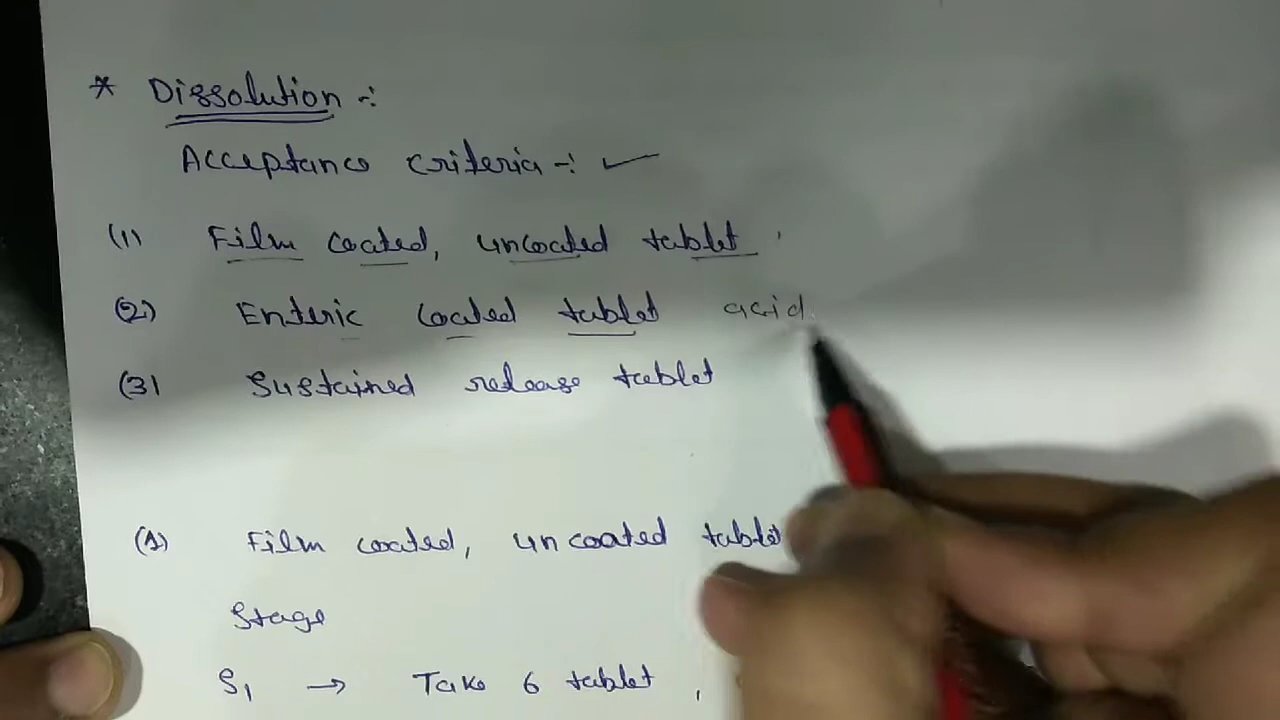 * Dissolution -:
Acceptance criteria -: ✓
(1) Film coated, uncoated tablet.
(2) Enteric coated tablet acid
(3) Sustained release tablet
(1) Film coated, uncoated tablet
Stage
S1 → Take 6 tablet,